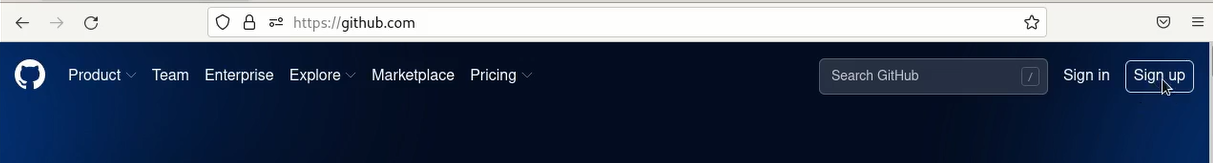 https://github.com
Product Team Enterprise Explore Marketplace Pricing Search GitHub / Sign in Sign up